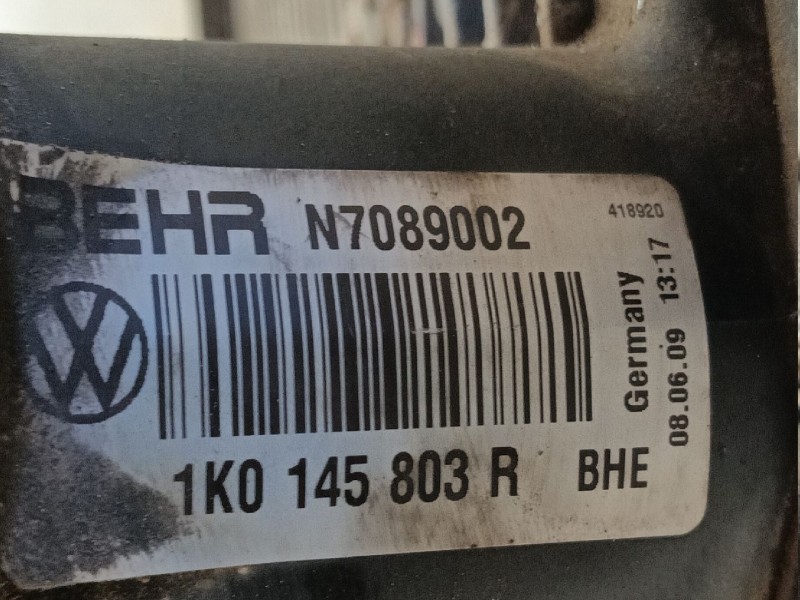 BEHR N7089002
418920
1K0 145 803 R BHE
Germany
08.06.09 13:17